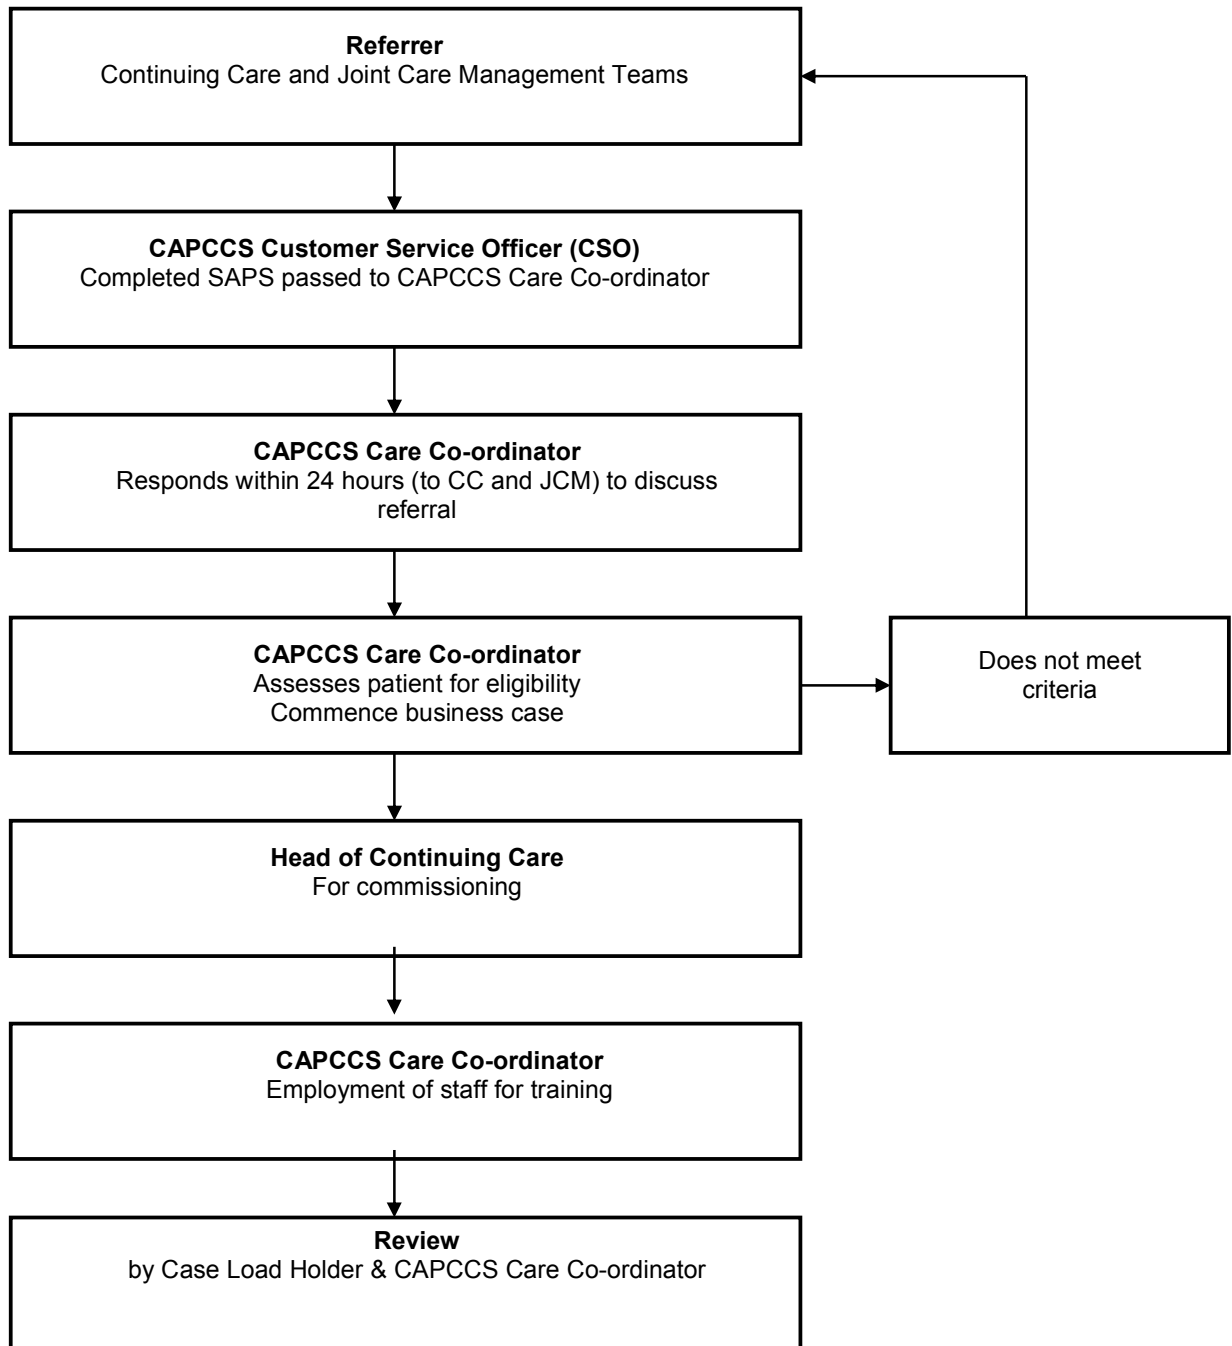 Referrer
Continuing Care and Joint Care Management Teams
CAPCCS Customer Service Officer (CSO)
Completed SAPS passed to CAPCCS Care Co-ordinator
CAPCCS Care Co-ordinator
Responds within 24 hours (to CC and JCM) to discuss
referral
CAPCCS Care Co-ordinator
Assesses patient for eligibility
Commence business case
Does not meet
criteria
Head of Continuing Care
For commissioning
CAPCCS Care Co-ordinator
Employment of staff for training
Review
by Case Load Holder & CAPCCS Care Co-ordinator